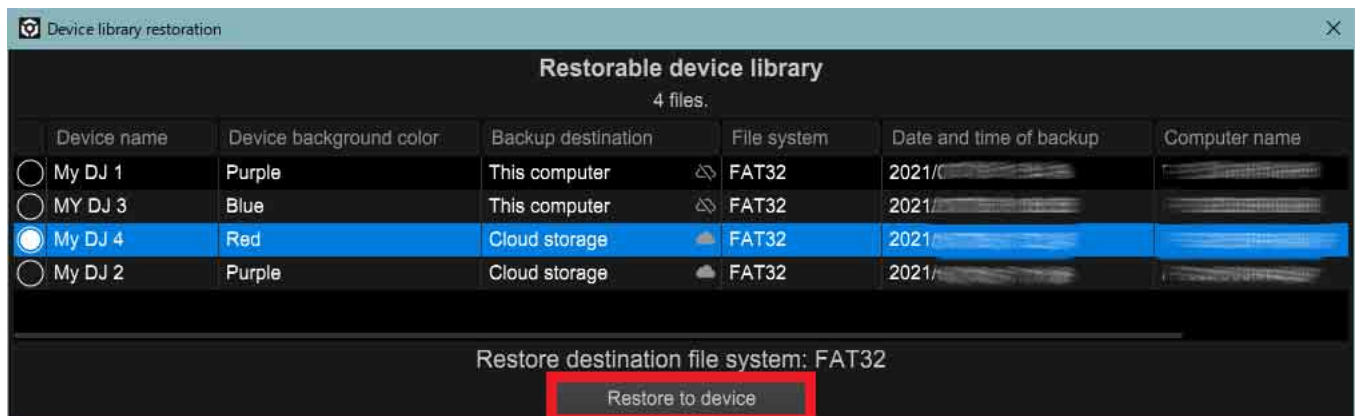 Device library restoration
Restorable device library
4 files.
Device name Device background color Backup destination File system Date and time of backup Computer name
My DJ 1 Purple This computer FAT32 2021/
MY DJ 3 Blue This computer FAT32 2021/
My DJ 4 Red Cloud storage FAT32 2021/
My DJ 2 Purple Cloud storage FAT32 2021/
Restore destination file system: FAT32
Restore to device